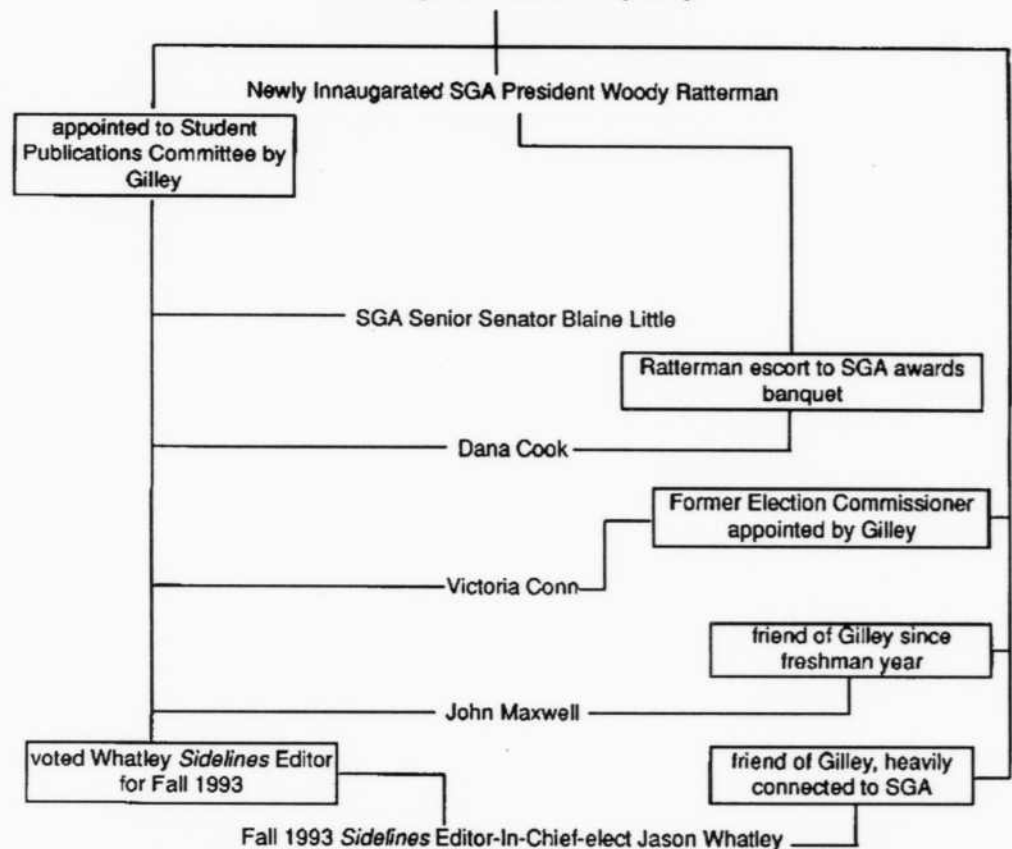 Newly Innaugarated SGA President Woody Ratterman
appointed to Student
Publications Committee by
Gilley
SGA Senior Senator Blaine Little
Ratterman escort to SGA awards
banquet
Dana Cook
Former Election Commissioner
appointed by Gilley
Victoria Conn
friend of Gilley since
freshman year
John Maxwell
voted Whatley Sidelines Editor
for Fall 1993
friend of Gilley, heavily
connected to SGA
Fall 1993 Sidelines Editor-In-Chief-elect Jason Whatley